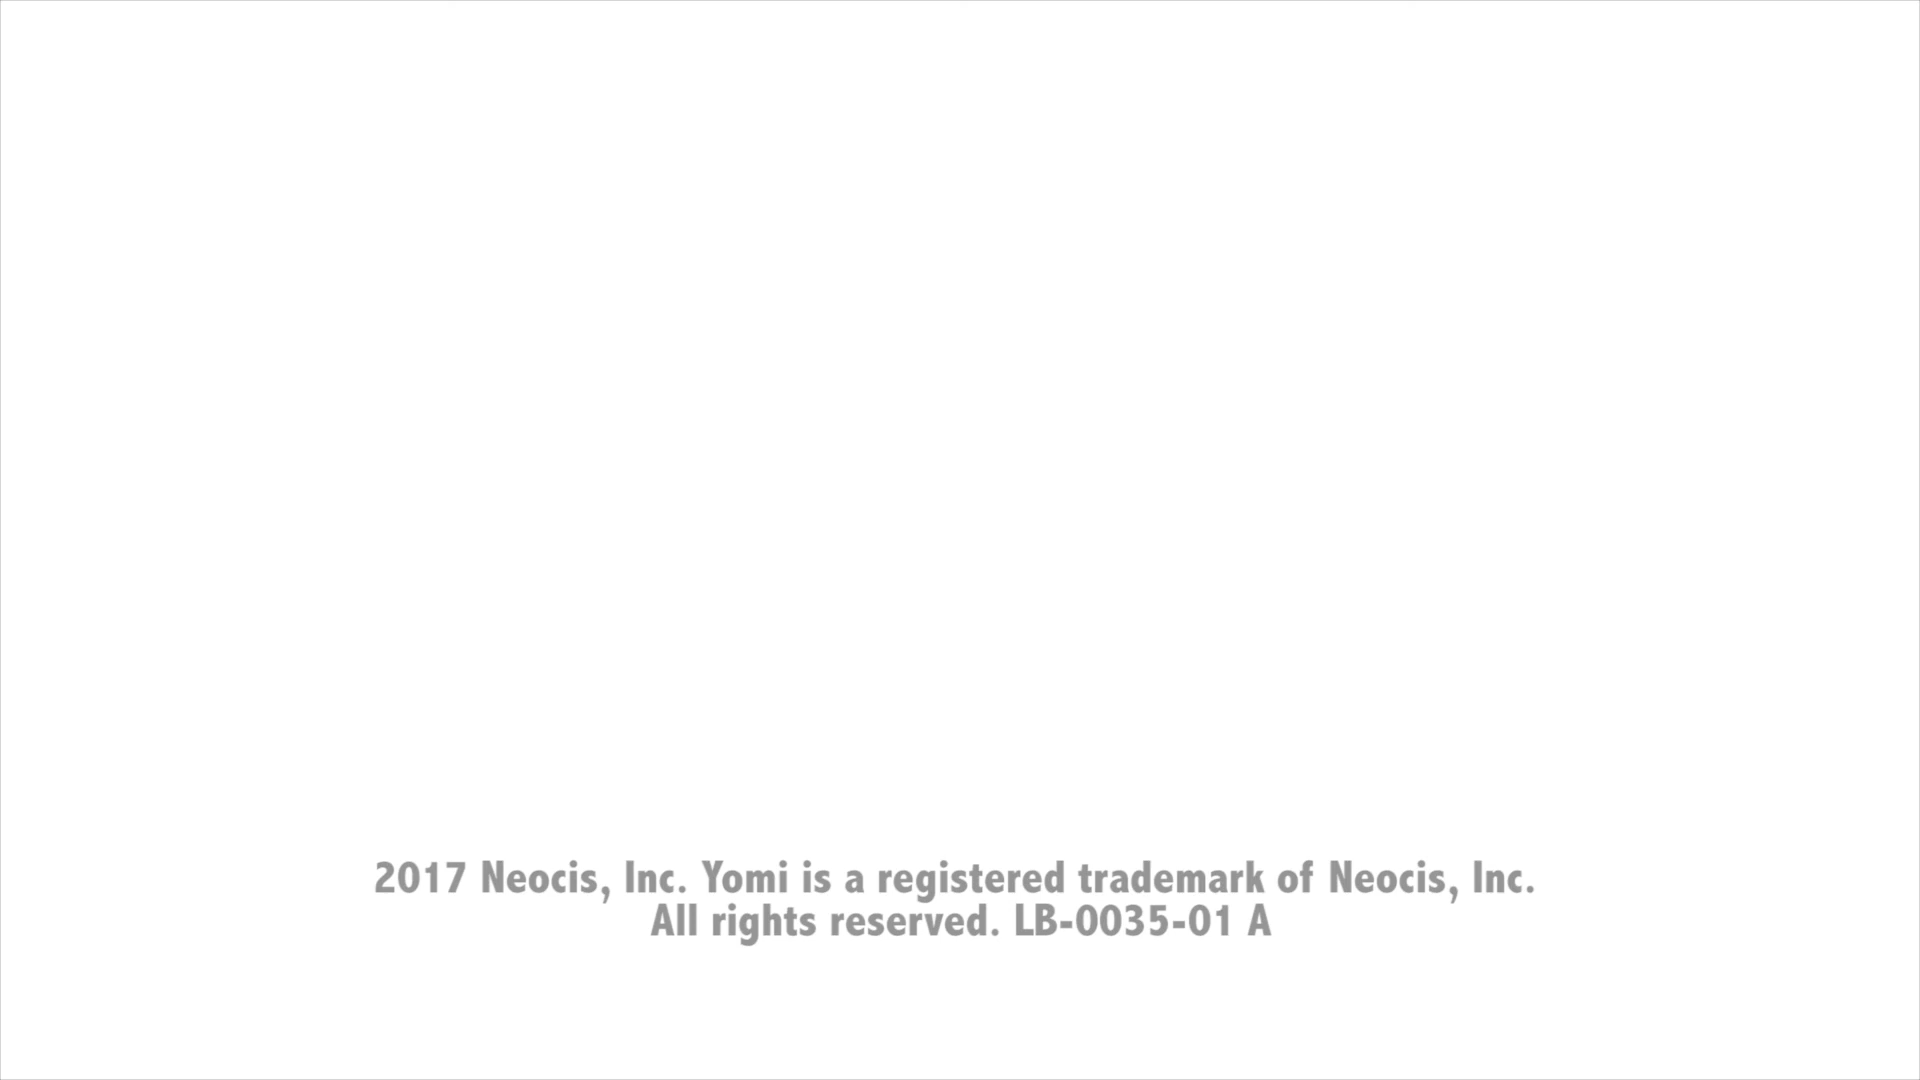 2017 Neocis, Inc. Yomi is a registered trademark of Neocis, Inc.
All rights reserved. LB-0035-01 A